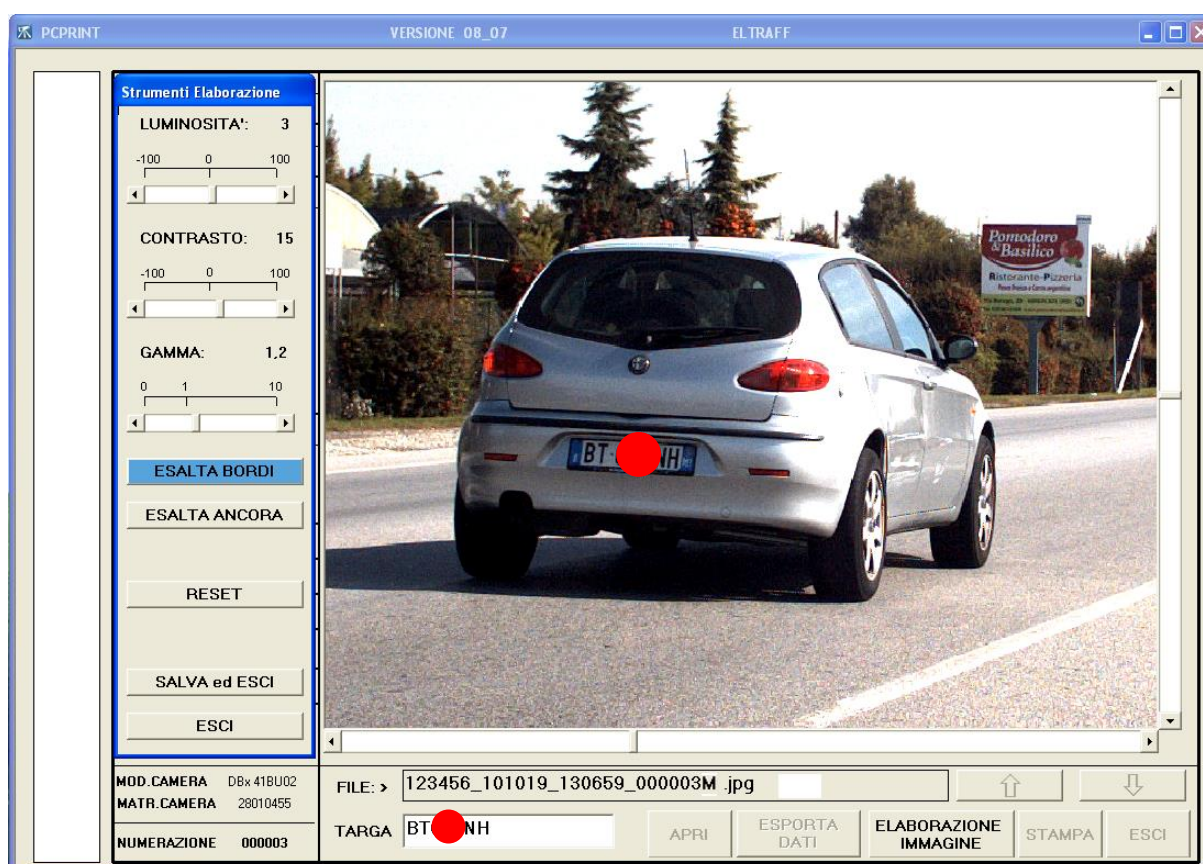 PCPRINT VERSIONE 08_07 ELTRAFF
Strumenti Elaborazione
LUMINOSITA': 3
-100 0 100
CONTRASTO: 15
-100 0 100
GAMMA: 1,2
0 1 10
ESALTA BORDI
ESALTA ANCORA
RESET
SALVA ed ESCI
ESCI
Pomodoro
&Basilico
Ristorante-Pizzeria
BT NH
MOD.CAMERA DBx 41BU02
MATR.CAMERA 28010455
NUMERAZIONE 000003
FILE: > 123456_101019_130659_000003M .jpg
TARGA BT NH
APRI
ESPORTA
DATI
ELABORAZIONE
IMMAGINE
STAMPA
ESCI